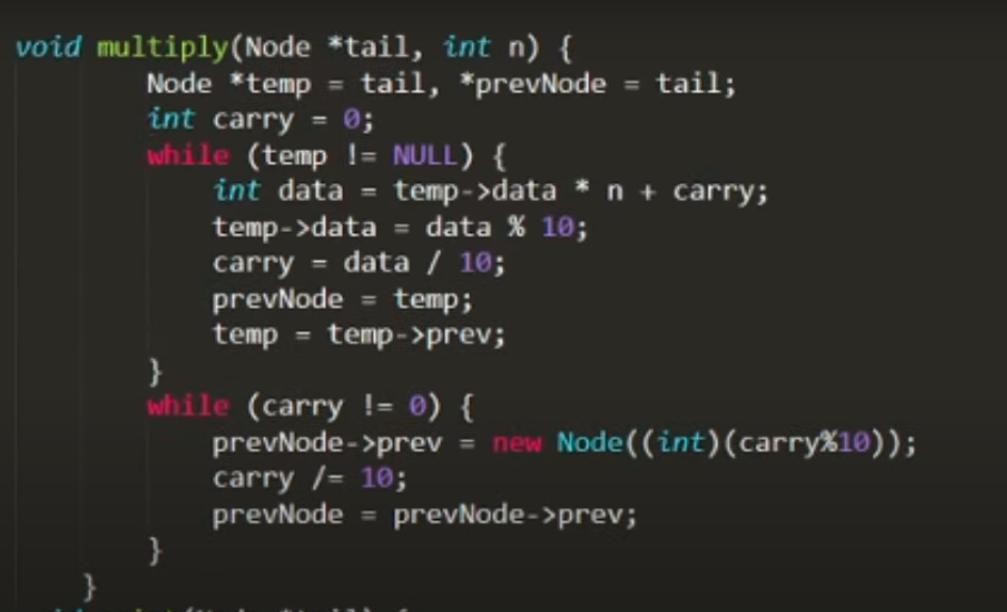 void multiply(Node *tail, int n) {
Node *temp = tail, *prevNode = tail;
int carry = 0;
while (temp != NULL) {
int data = temp->data * n + carry;
temp->data = data % 10;
carry = data / 10;
prevNode = temp;
temp = temp->prev;
}
while (carry != 0) {
prevNode->prev = new Node((int)(carry%10));
carry /= 10;
prevNode = prevNode->prev;
}
}